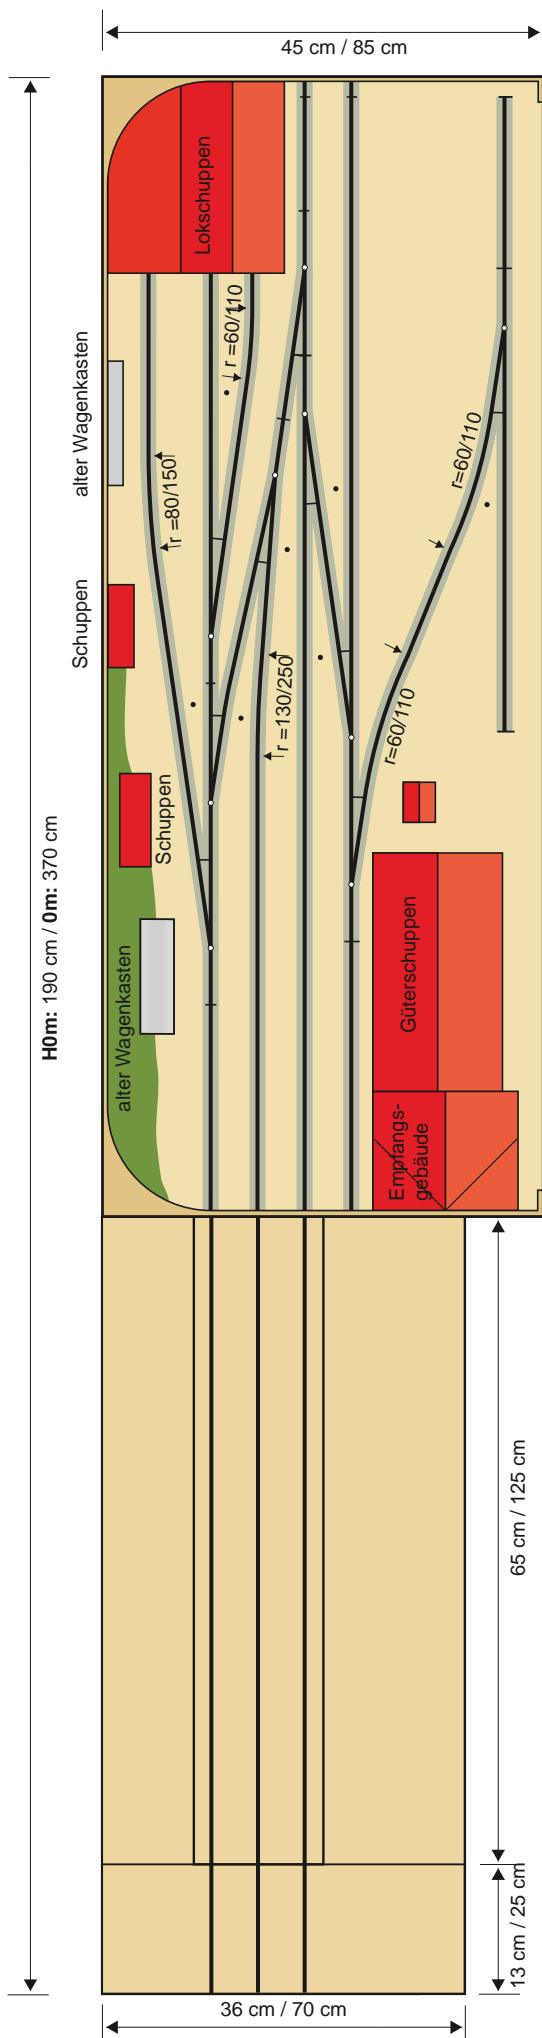 45 cm / 85 cm
Lokschuppen
r =60/110
alter Wagenkasten
r =80/150
r=60/110
Schuppen
r =130/250
r=60/110
Schuppen
H0m: 190 cm / 0m: 370 cm
alter Wagenkasten
Güterschuppen
Empfangs-
gebäude
65 cm / 125 cm
13 cm / 25 cm
36 cm / 70 cm